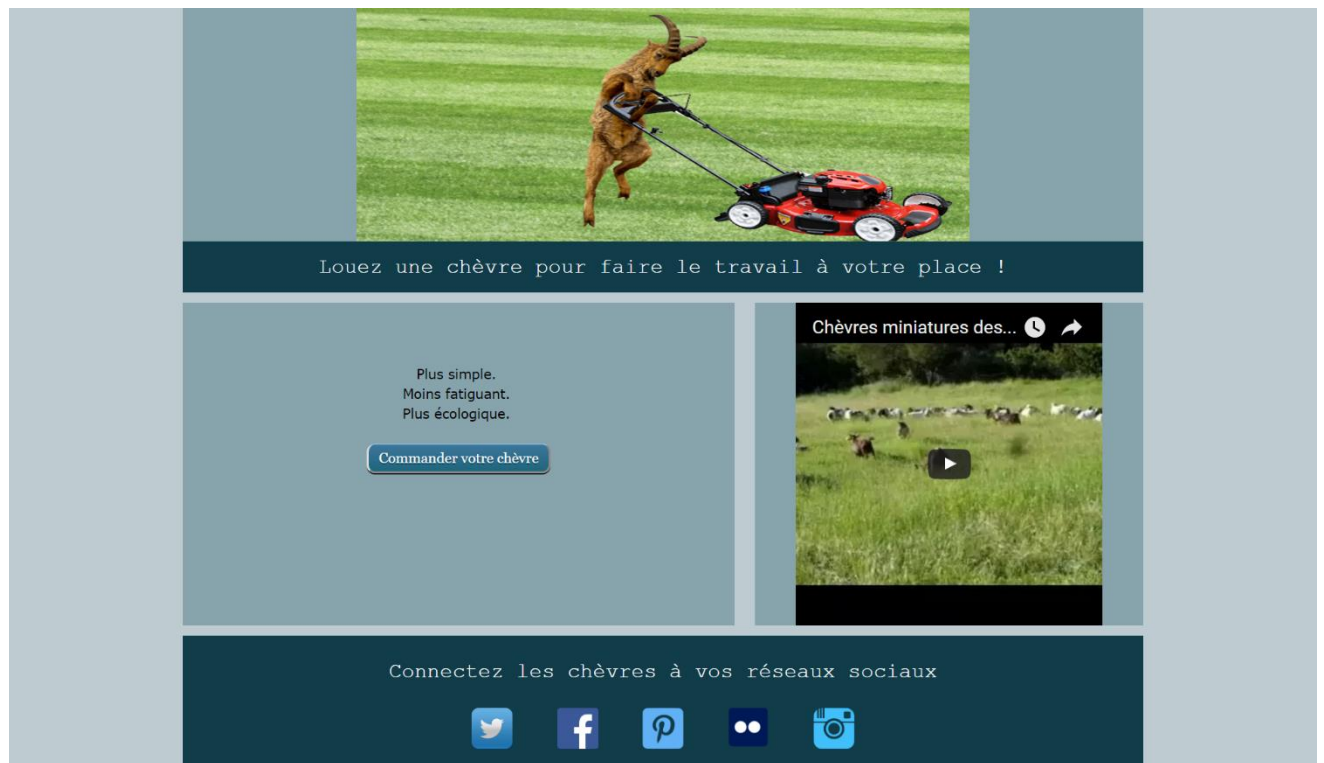 Louez une chèvre pour faire le travail à votre place !
Plus simple.
Moins fatiguant.
Plus écologique.
Commander votre chèvre
Chèvres miniatures des...
Connectez les chèvres à vos réseaux sociaux